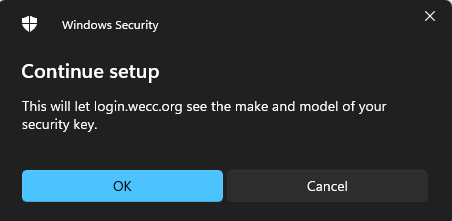 Windows Security
Continue setup
This will let login.wecc.org see the make and model of your
security key.
OK
Cancel